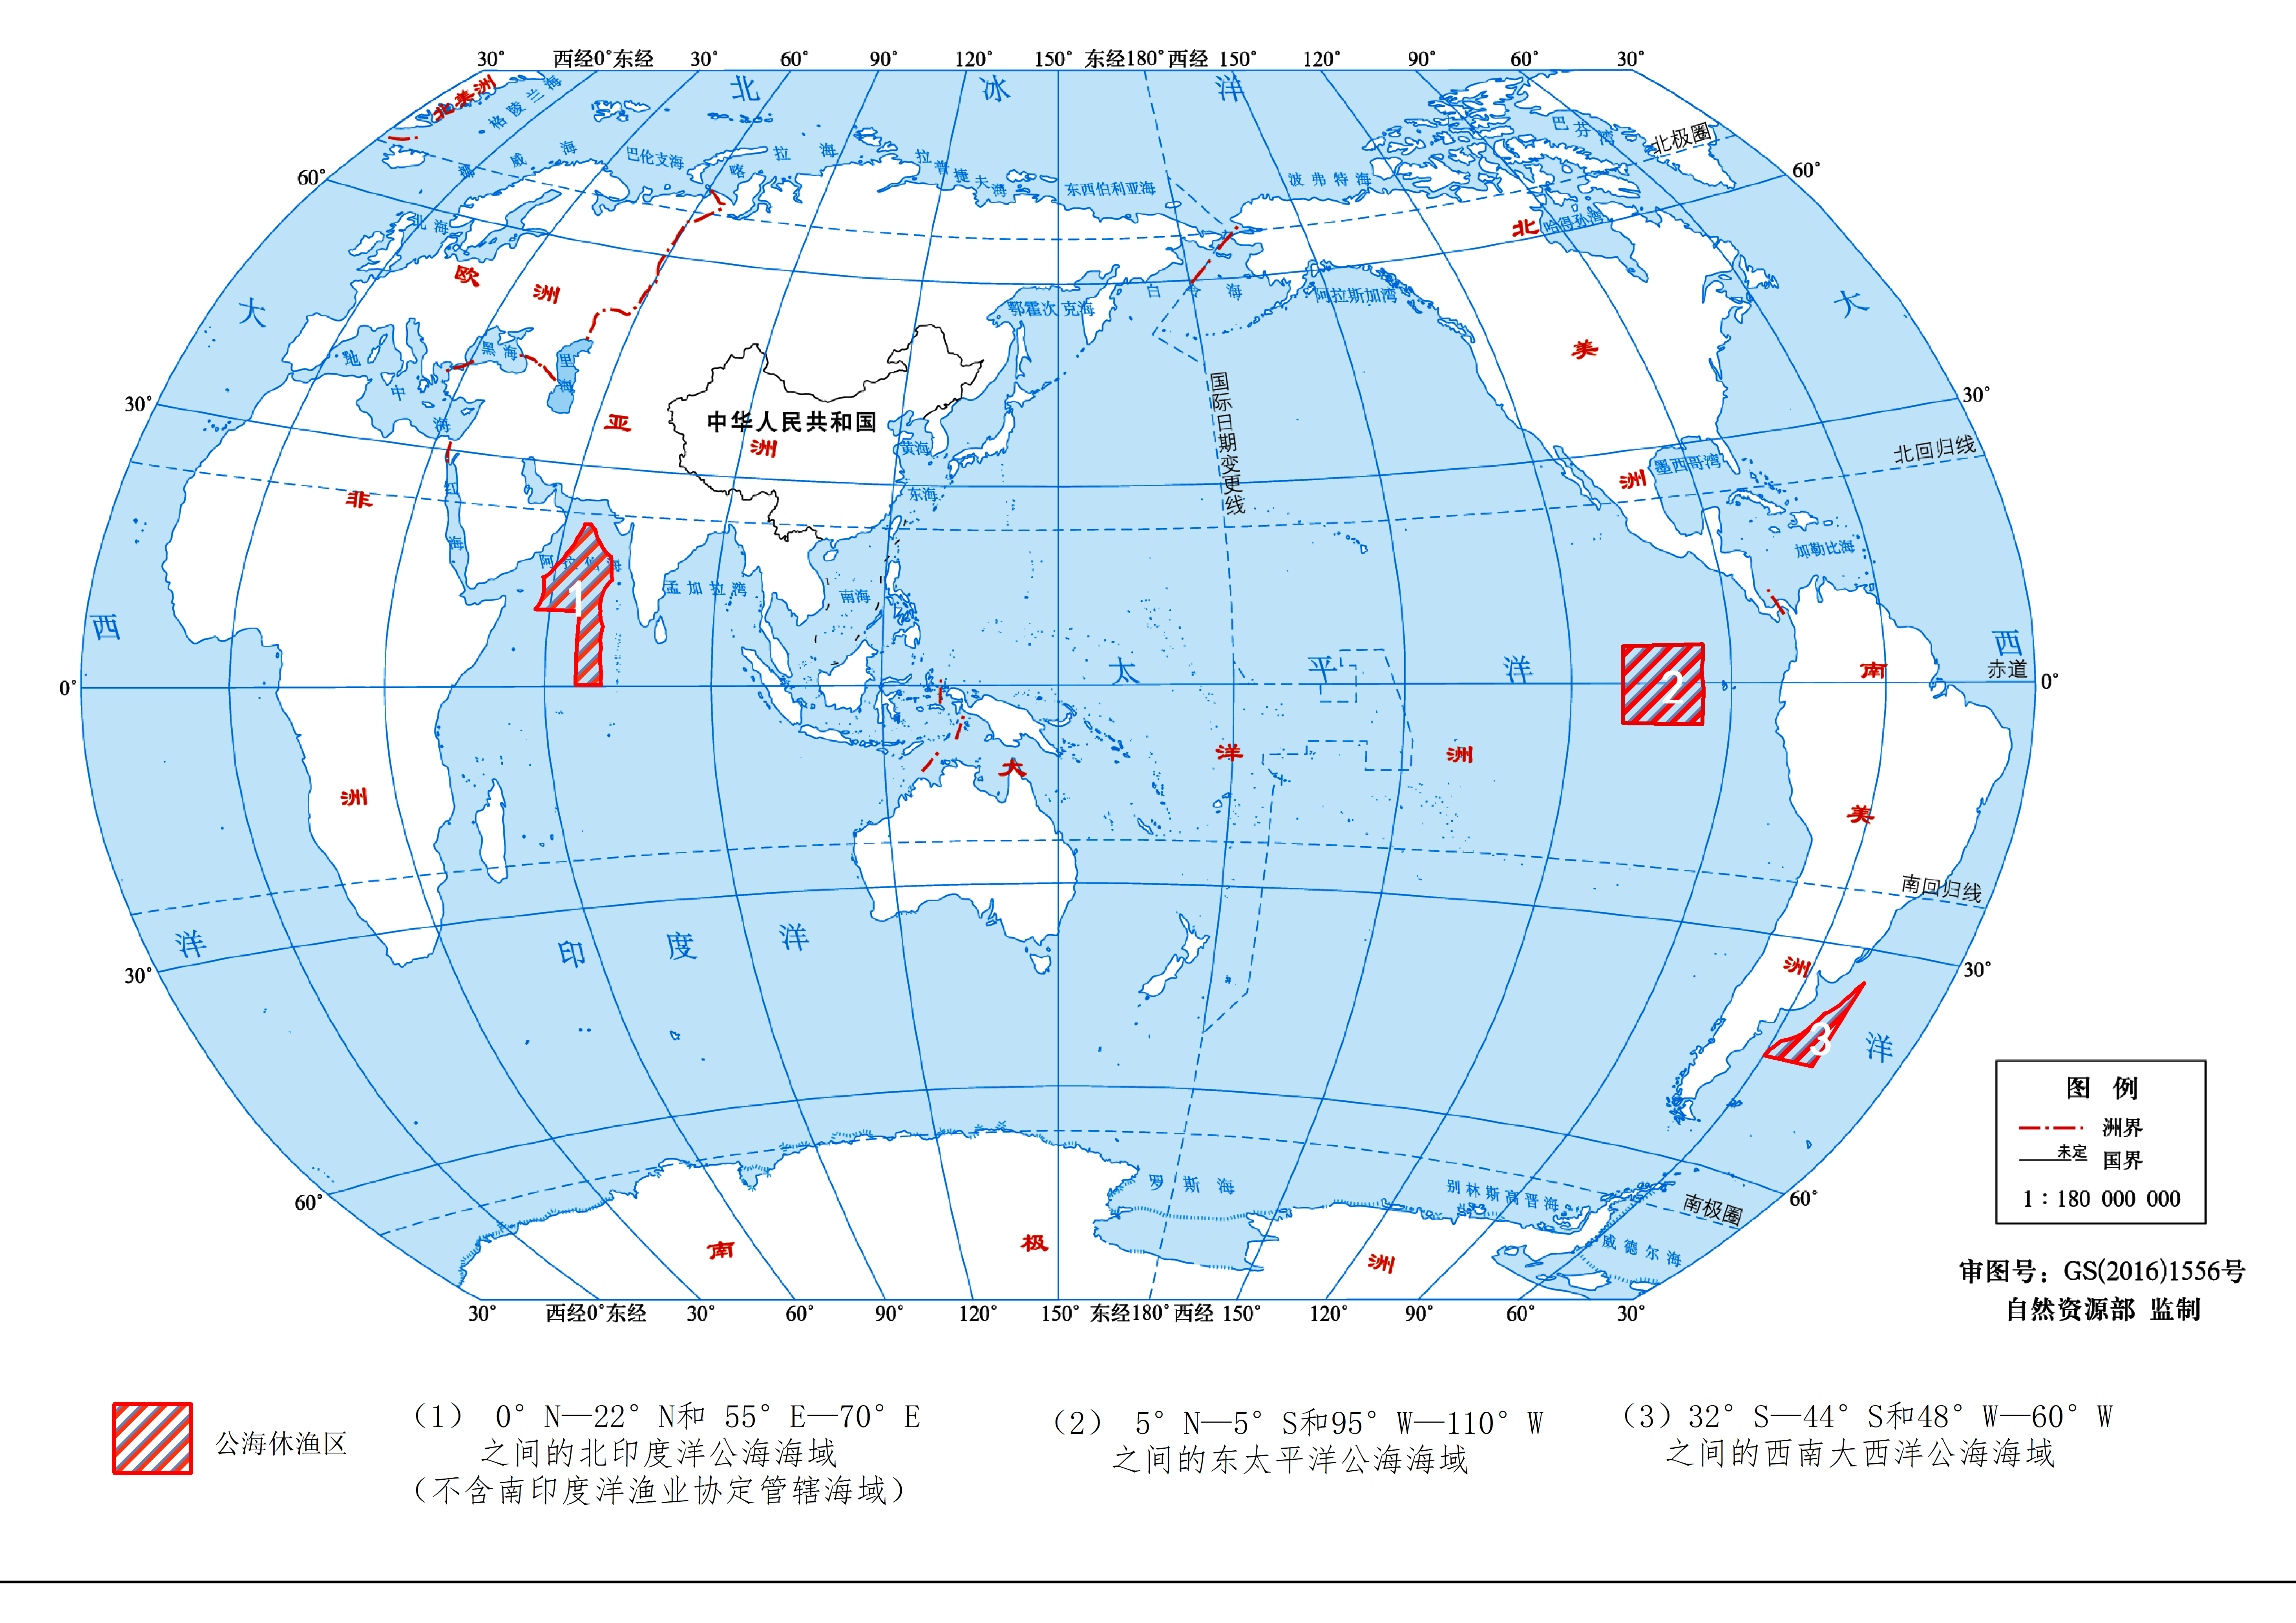 30° 西经0°东经 30° 60° 90° 120° 150° 东经180°西经 150° 120° 90° 60° 30°
北 冰 洋
北美洲
格陵兰海
挪威海
巴伦支海
喀拉海
拉普捷夫海
东西伯利亚海
波弗特海
巴芬湾
北极圈
60°
60°
北海
哈得孙湾
欧洲
白令海
阿拉斯加湾
鄂霍次克海
大西洋
大西洋
地中海
黑海
里海
国际日期变更线
北美洲
30°
30°
亚洲
中华人民共和国
黄海
东海
北回归线
墨西哥湾
非洲
红海
阿拉伯海
孟加拉湾
南海
加勒比海
1
太平洋
2
南美洲
赤道
0°
0°
大洋洲
南回归线
印度洋
30°
30°
3
60°
60°
罗斯海
别林斯高晋海
南极圈
威德尔海
南极洲
30° 西经0°东经 30° 60° 90° 120° 150° 东经180°西经 150° 120° 90° 60° 30°
图 例
洲界
未定 国界
1：180 000 000
审图号：GS(2016)1556号
自然资源部 监制
公海休渔区
（1） 0°N—22°N和 55°E—70°E
之间的北印度洋公海海域
（不含南印度洋渔业协定管辖海域）
（2） 5°N—5°S和95°W—110°W
之间的东太平洋公海海域
（3）32°S—44°S和48°W—60°W
之间的西南大西洋公海海域